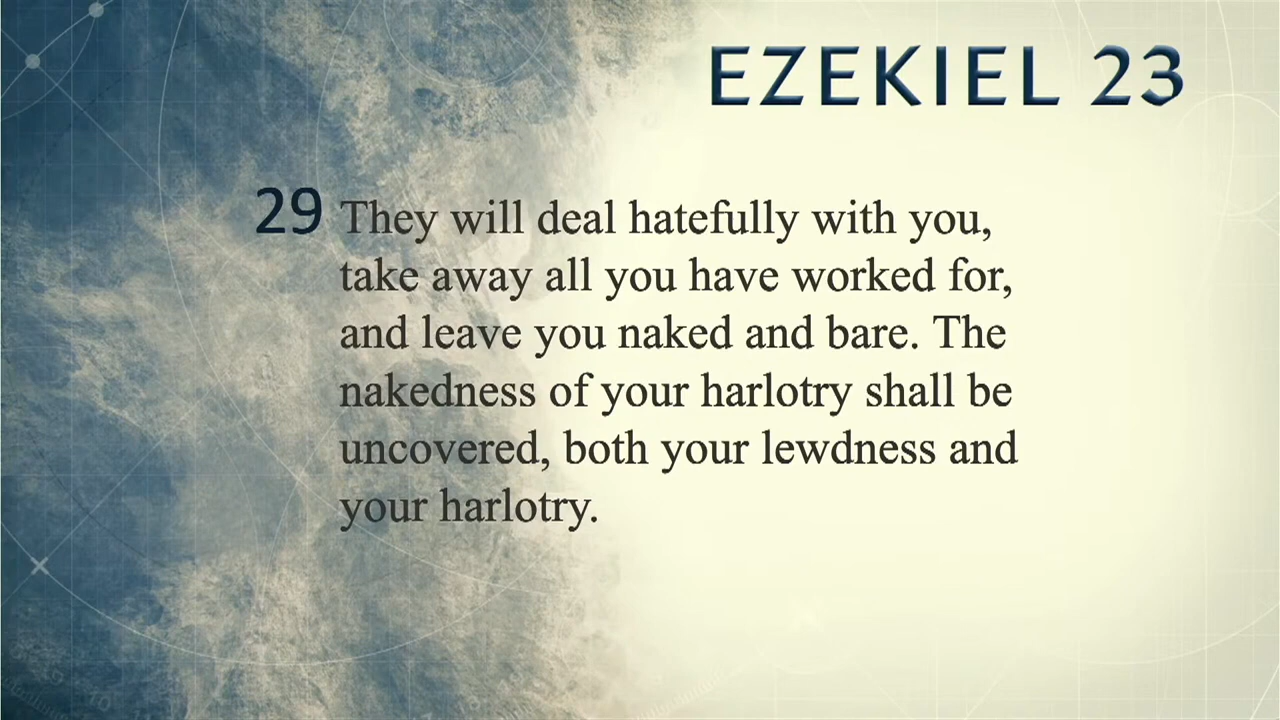 EZEKIEL 23
29 They will deal hatefully with you,
take away all you have worked for,
and leave you naked and bare. The
nakedness of your harlotry shall be
uncovered, both your lewdness and
your harlotry.